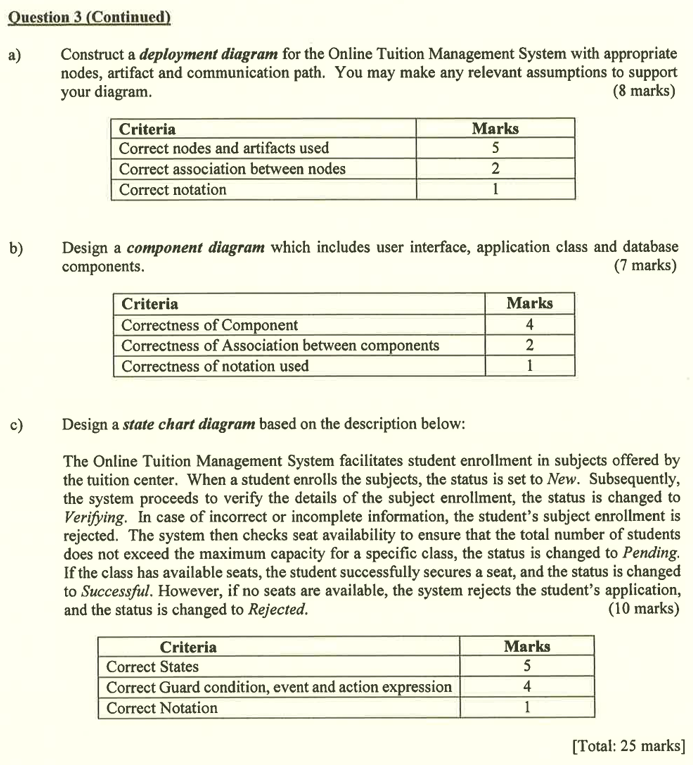 Question 3 (Continued)
a) Construct a deployment diagram for the Online Tuition Management System with appropriate
nodes, artifact and communication path. You may make any relevant assumptions to support
your diagram. (8 marks)
Criteria Marks
Correct nodes and artifacts used 5
Correct association between nodes 2
Correct notation 1
b) Design a component diagram which includes user interface, application class and database
components. (7 marks)
Criteria Marks
Correctness of Component 4
Correctness of Association between components 2
Correctness of notation used 1
c) Design a state chart diagram based on the description below:
The Online Tuition Management System facilitates student enrollment in subjects offered by
the tuition center. When a student enrolls the subjects, the status is set to New. Subsequently,
the system proceeds to verify the details of the subject enrollment, the status is changed to
Verifying. In case of incorrect or incomplete information, the student's subject enrollment is
rejected. The system then checks seat availability to ensure that the total number of students
does not exceed the maximum capacity for a specific class, the status is changed to Pending.
If the class has available seats, the student successfully secures a seat, and the status is changed
to Successful. However, if no seats are available, the system rejects the student's application,
and the status is changed to Rejected. (10 marks)
Criteria Marks
Correct States 5
Correct Guard condition, event and action expression 4
Correct Notation 1
[Total: 25 marks]